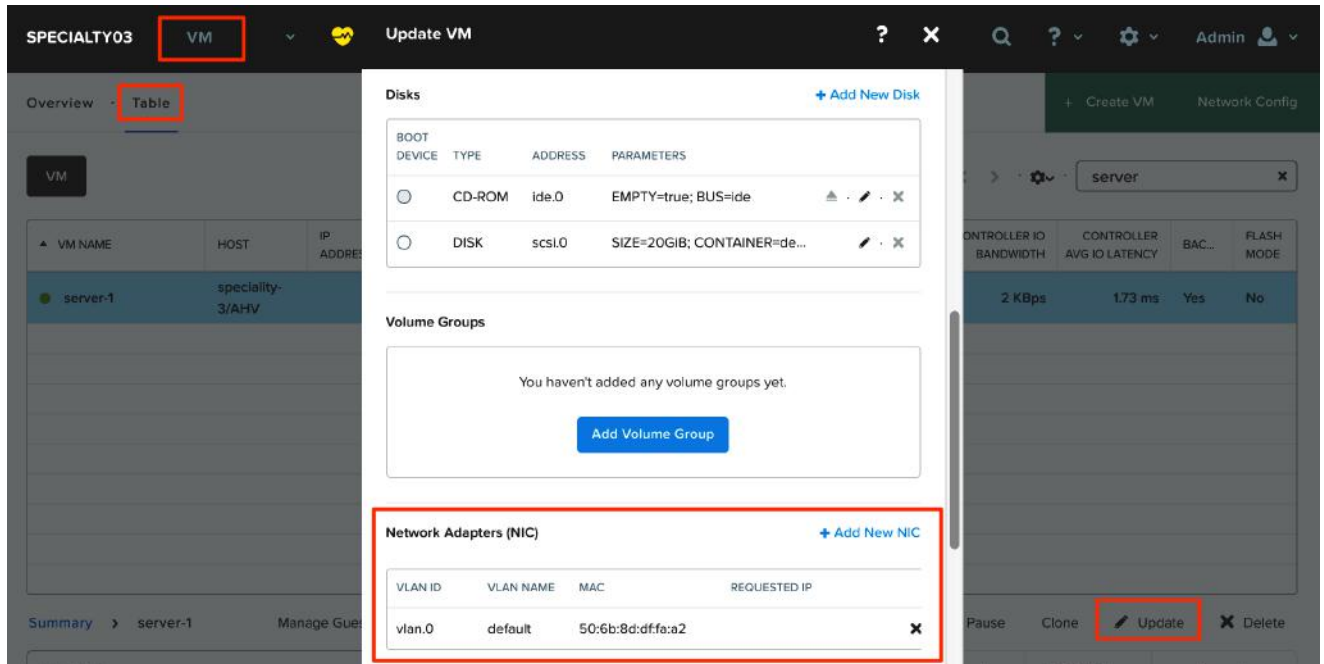 SPECIALTY03 VM Update VM ? × ? Admin
Overview · Table + Create VM Network Config
VM server ×
VM NAME HOST IP ADDRES ONTROLLER IO BANDWIDTH CONTROLLER AVG IO LATENCY BAC... FLASH MODE
server-1 speciality-3/AHV 2 KBps 1.73 ms Yes No
Disks + Add New Disk
BOOT DEVICE TYPE ADDRESS PARAMETERS
CD-ROM ide.0 EMPTY=true; BUS=ide
DISK scsi.0 SIZE=20GiB; CONTAINER=de...
Volume Groups
You haven't added any volume groups yet.
Add Volume Group
Network Adapters (NIC) + Add New NIC
VLAN ID VLAN NAME MAC REQUESTED IP
vlan.0 default 50:6b:8d:df:fa:a2
Summary > server-1 Manage Gues Pause Clone Update Delete